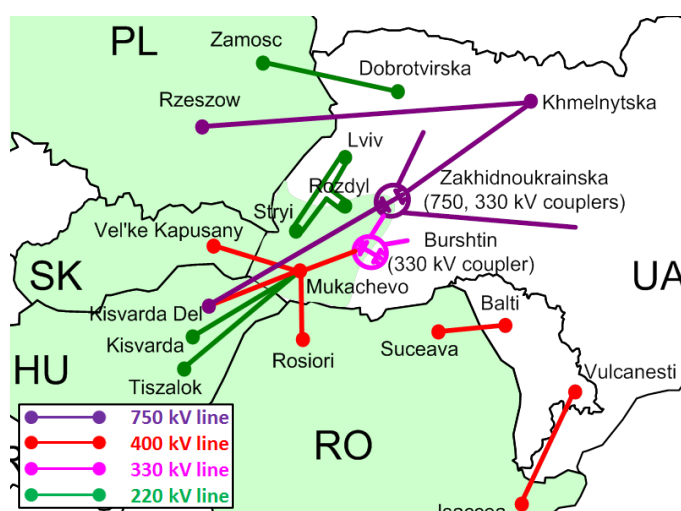 PL
Zamosc
Dobrotvirska
Rzeszow
Khmelnytska
Lviv
Rozdyl
Zakhidnoukrainska
(750, 330 kV couplers)
Stryi
Vel'ke Kapusany
Burshtin
(330 kV coupler)
SK
UA
Mukachevo
Kisvarda Del
Balti
Kisvarda
Rosiori
Suceava
Vulcanesti
HU
Tiszalok
750 kV line
400 kV line
330 kV line
220 kV line
RO